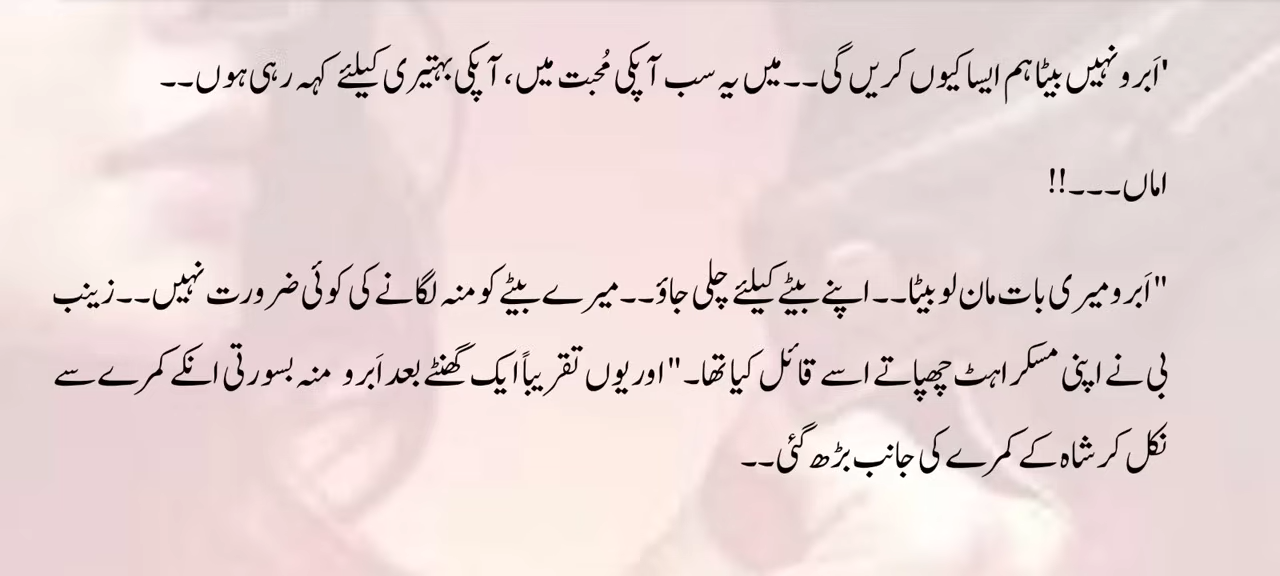 'اَبرو نہیں بیٹا ہم ایسا کیوں کریں گی۔۔میں یہ سب آپکی مُحبت میں، آپکی بہتیری کیلئے کہہ رہی ہوں۔۔
اماں۔۔۔!!
"اَبرو میری بات مان لو بیٹا۔۔اپنے بیٹے کیلئے چلی جاؤ۔۔میرے بیٹے کو منہ لگانے کی کوئی ضرورت نہیں۔۔زینب
بی نے اپنی مسکراہٹ چھپاتے اسے قائل کیا تھا۔"اور یوں تقریباً ایک گھنٹے بعد اَبرو منہ بسورتی انکے کمرے سے
نکل کر شاہ کے کمرے کی جانب بڑھ گئی۔۔